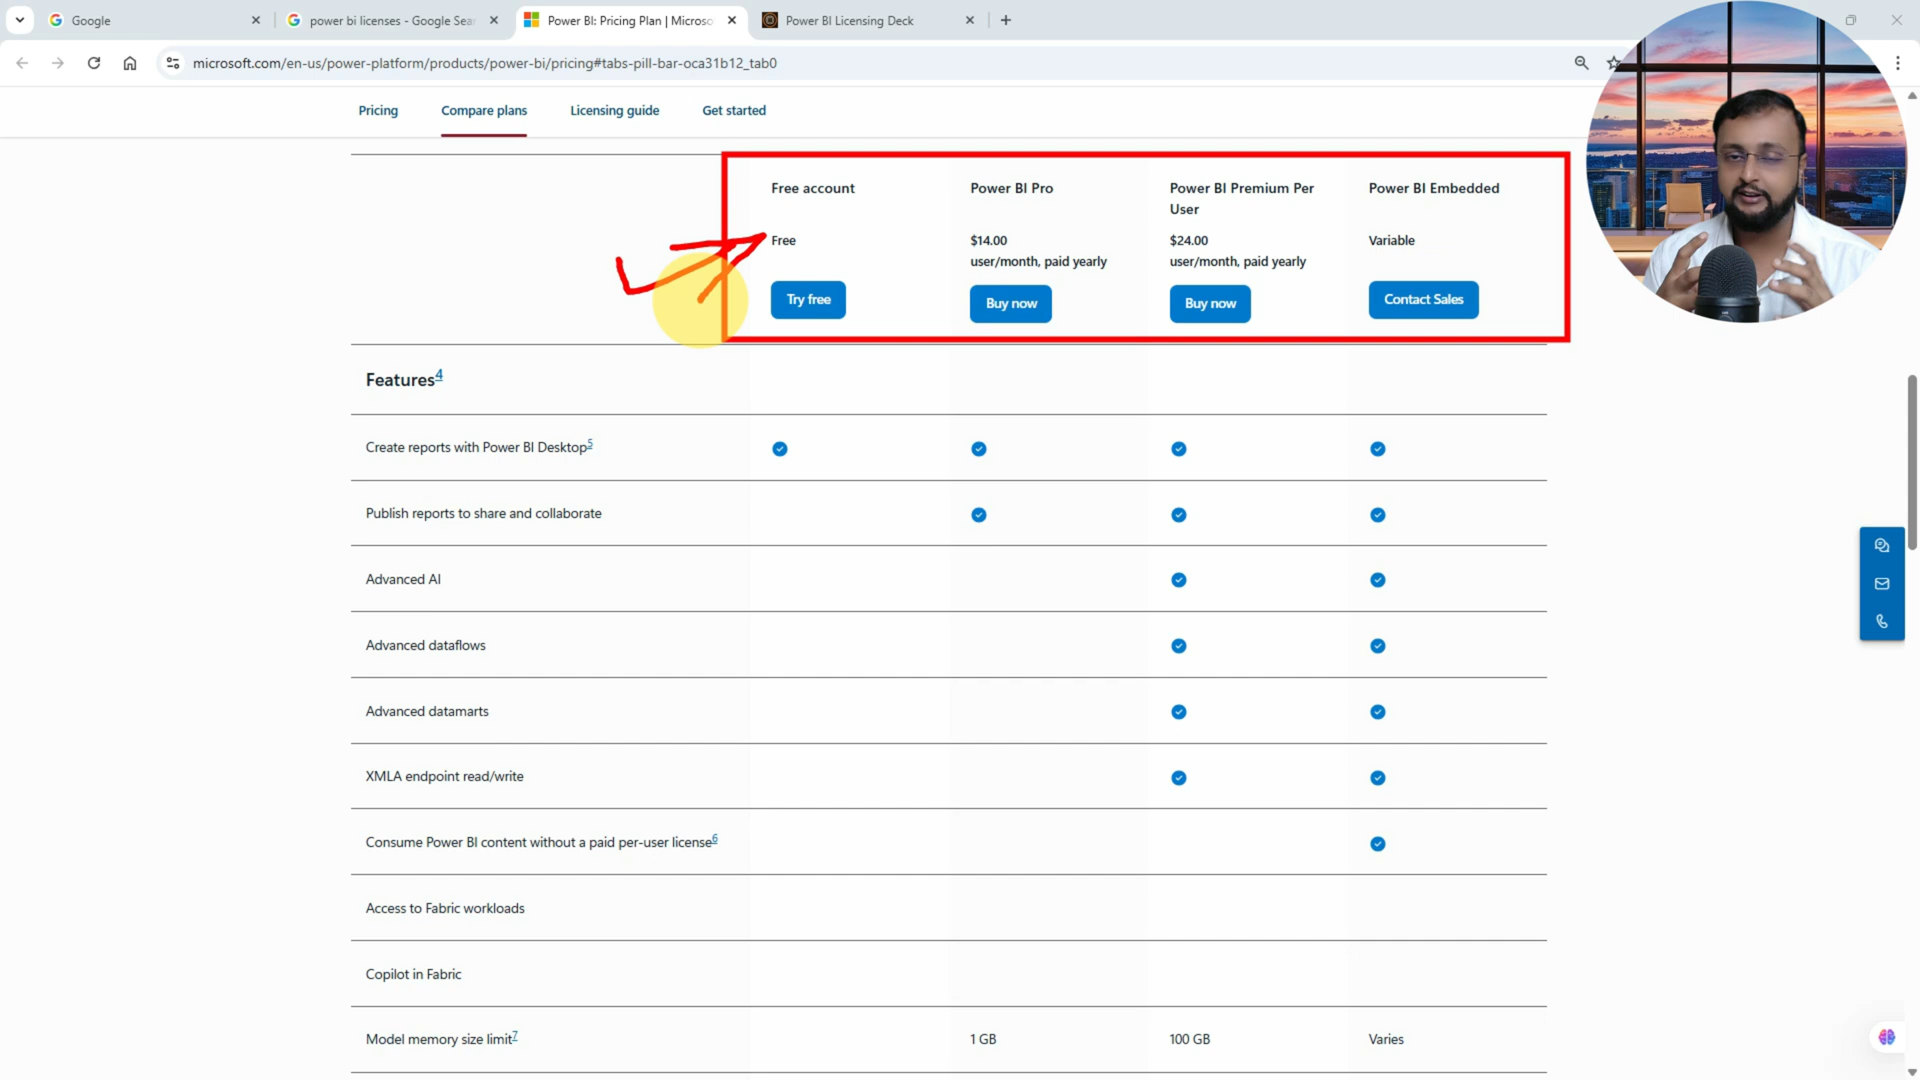 Google
power bi licenses - Google Sea
Power BI: Pricing Plan | Microso
Power BI Licensing Deck
microsoft.com/en-us/power-platform/products/power-bi/pricing#tabs-pill-bar-oca31b12_tab0
Pricing
Compare plans
Licensing guide
Get started
Free account
Power BI Pro
Power BI Premium Per
User
Power BI Embedded
Free
$14.00
user/month, paid yearly
$24.00
user/month, paid yearly
Variable
Try free
Buy now
Buy now
Contact Sales
Features4
Create reports with Power BI Desktop5
Publish reports to share and collaborate
Advanced AI
Advanced dataflows
Advanced datamarts
XMLA endpoint read/write
Consume Power BI content without a paid per-user license6
Access to Fabric workloads
Copilot in Fabric
Model memory size limit7
1 GB
100 GB
Varies